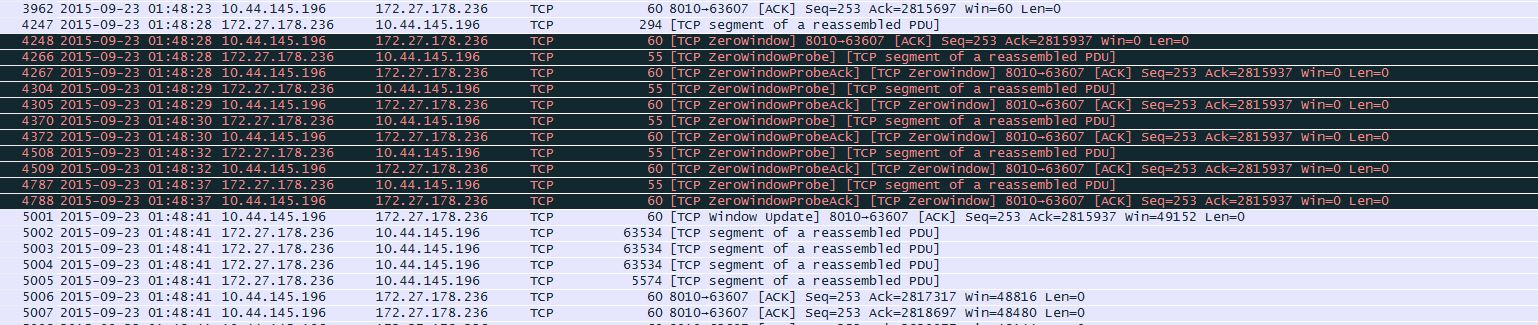 3962 2015-09-23 01:48:23 10.44.145.196 172.27.178.236 TCP 60 8010→63607 [ACK] Seq=253 Ack=2815697 Win=60 Len=0
4247 2015-09-23 01:48:28 172.27.178.236 10.44.145.196 TCP 294 [TCP segment of a reassembled PDU]
4248 2015-09-23 01:48:28 10.44.145.196 172.27.178.236 TCP 60 [TCP ZeroWindow] 8010→63607 [ACK] Seq=253 Ack=2815937 Win=0 Len=0
4266 2015-09-23 01:48:28 172.27.178.236 10.44.145.196 TCP 55 [TCP ZeroWindowProbe] [TCP segment of a reassembled PDU]
4267 2015-09-23 01:48:28 10.44.145.196 172.27.178.236 TCP 60 [TCP ZeroWindowProbeAck] [TCP ZeroWindow] 8010→63607 [ACK] Seq=253 Ack=2815937 Win=0 Len=0
4304 2015-09-23 01:48:29 172.27.178.236 10.44.145.196 TCP 55 [TCP ZeroWindowProbe] [TCP segment of a reassembled PDU]
4305 2015-09-23 01:48:29 10.44.145.196 172.27.178.236 TCP 60 [TCP ZeroWindowProbeAck] [TCP ZeroWindow] 8010→63607 [ACK] Seq=253 Ack=2815937 Win=0 Len=0
4370 2015-09-23 01:48:30 172.27.178.236 10.44.145.196 TCP 55 [TCP ZeroWindowProbe] [TCP segment of a reassembled PDU]
4372 2015-09-23 01:48:30 10.44.145.196 172.27.178.236 TCP 60 [TCP ZeroWindowProbeAck] [TCP ZeroWindow] 8010→63607 [ACK] Seq=253 Ack=2815937 Win=0 Len=0
4508 2015-09-23 01:48:32 172.27.178.236 10.44.145.196 TCP 55 [TCP ZeroWindowProbe] [TCP segment of a reassembled PDU]
4509 2015-09-23 01:48:32 10.44.145.196 172.27.178.236 TCP 60 [TCP ZeroWindowProbeAck] [TCP ZeroWindow] 8010→63607 [ACK] Seq=253 Ack=2815937 Win=0 Len=0
4787 2015-09-23 01:48:37 172.27.178.236 10.44.145.196 TCP 55 [TCP ZeroWindowProbe] [TCP segment of a reassembled PDU]
4788 2015-09-23 01:48:37 10.44.145.196 172.27.178.236 TCP 60 [TCP ZeroWindowProbeAck] [TCP ZeroWindow] 8010→63607 [ACK] Seq=253 Ack=2815937 Win=0 Len=0
5001 2015-09-23 01:48:41 10.44.145.196 172.27.178.236 TCP 60 [TCP Window Update] 8010→63607 [ACK] Seq=253 Ack=2815937 Win=49152 Len=0
5002 2015-09-23 01:48:41 172.27.178.236 10.44.145.196 TCP 63534 [TCP segment of a reassembled PDU]
5003 2015-09-23 01:48:41 172.27.178.236 10.44.145.196 TCP 63534 [TCP segment of a reassembled PDU]
5004 2015-09-23 01:48:41 172.27.178.236 10.44.145.196 TCP 63534 [TCP segment of a reassembled PDU]
5005 2015-09-23 01:48:41 172.27.178.236 10.44.145.196 TCP 5574 [TCP segment of a reassembled PDU]
5006 2015-09-23 01:48:41 10.44.145.196 172.27.178.236 TCP 60 8010→63607 [ACK] Seq=253 Ack=2817317 Win=48816 Len=0
5007 2015-09-23 01:48:41 10.44.145.196 172.27.178.236 TCP 60 8010→63607 [ACK] Seq=253 Ack=2818697 Win=48480 Len=0